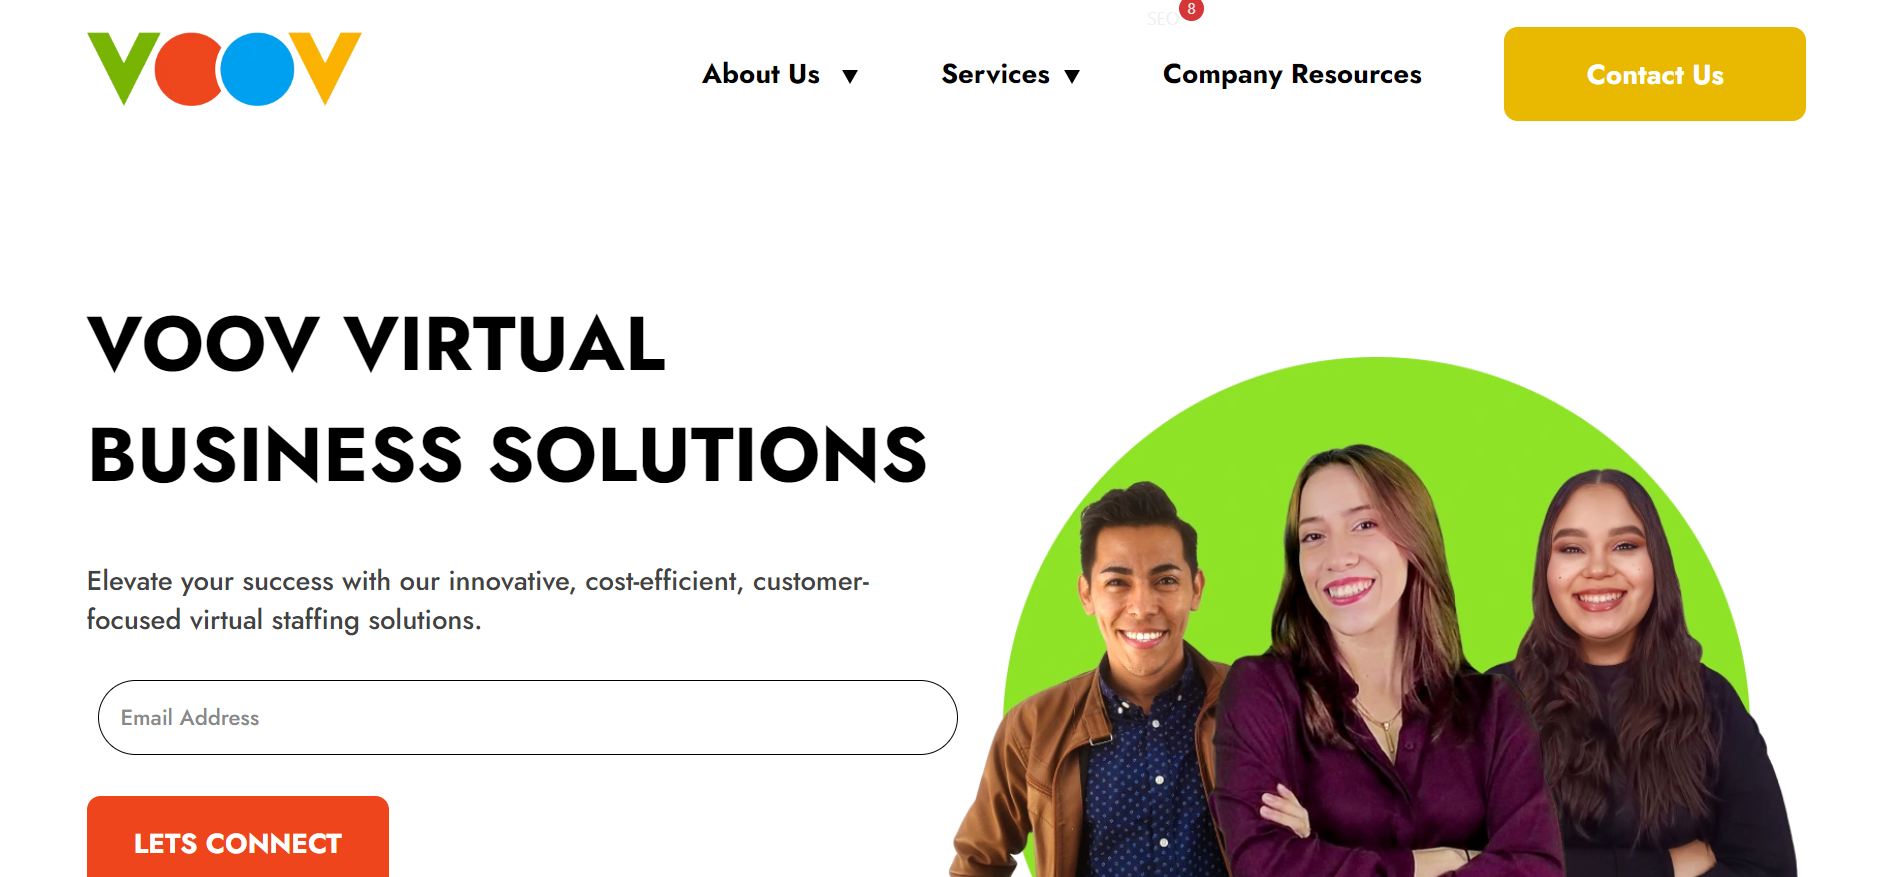 SEO 8
VOOV
About Us ▼ Services ▼ Company Resources Contact Us
VOOV VIRTUAL
BUSINESS SOLUTIONS
Elevate your success with our innovative, cost-efficient, customer-
focused virtual staffing solutions.
Email Address
LETS CONNECT